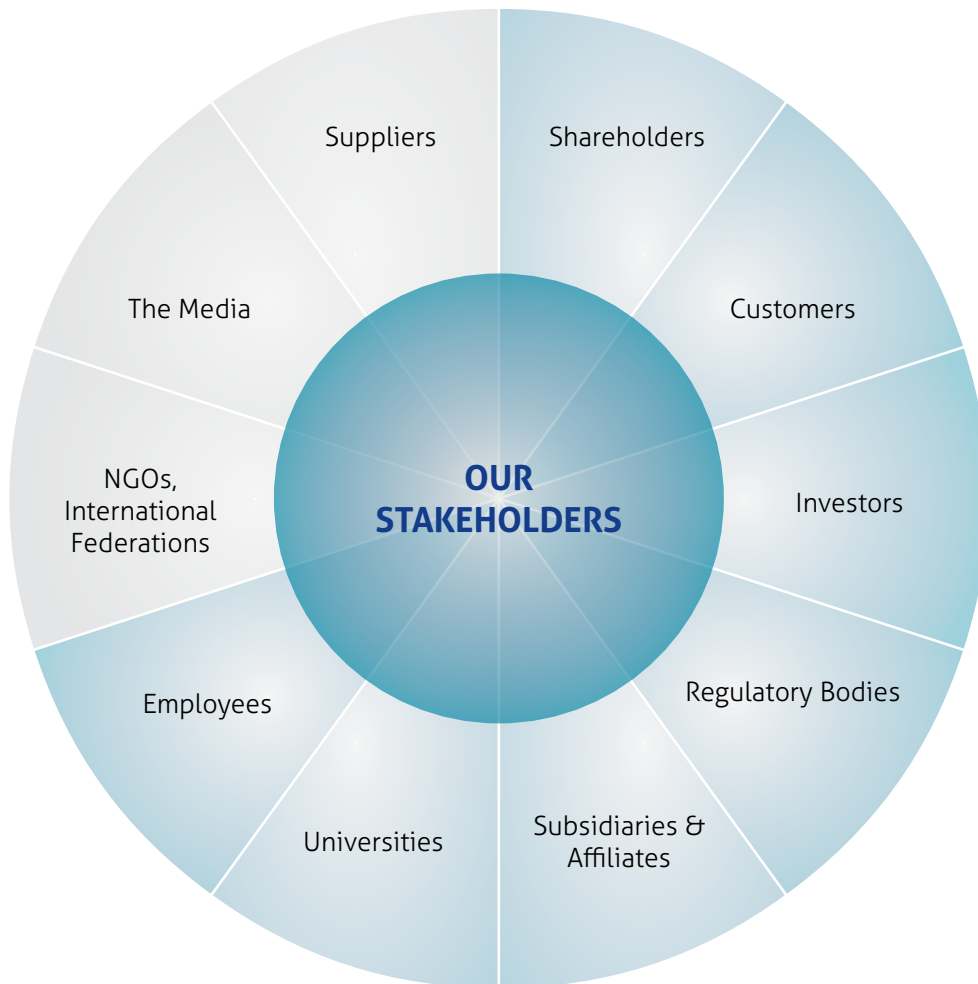 OUR
STAKEHOLDERS
Shareholders
Customers
Investors
Regulatory Bodies
Subsidiaries &
Affiliates
Universities
Employees
NGOs,
International
Federations
The Media
Suppliers